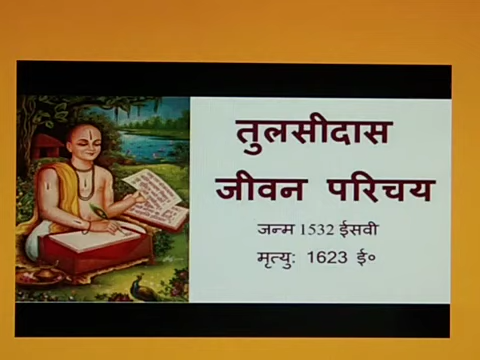 तुलसीदास
जीवन परिचय
जन्म 1532 ईसवी
मृत्यु: 1623 ई०